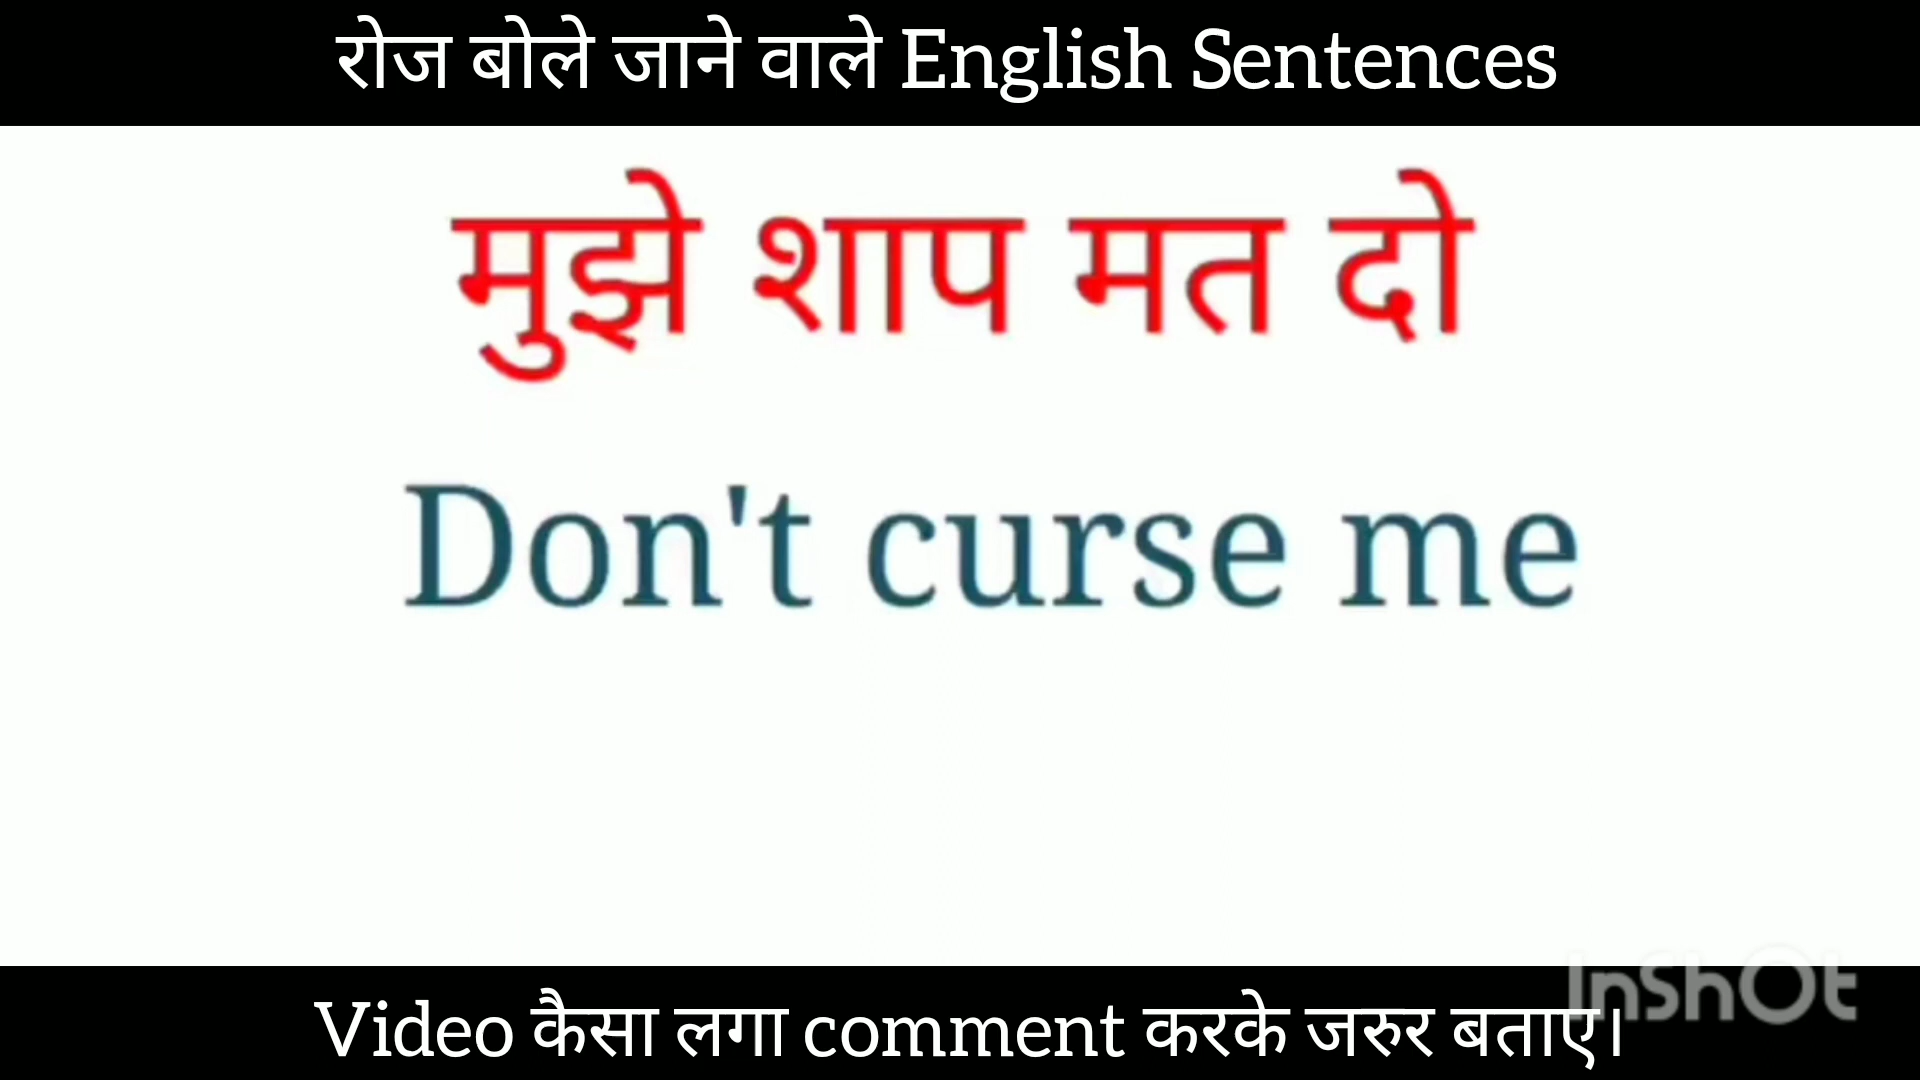 रोज बोले जाने वाले English Sentences
मुझे शाप मत दो
Don't curse me
InShOt
Video कैसा लगा comment करके जरुर बताए।